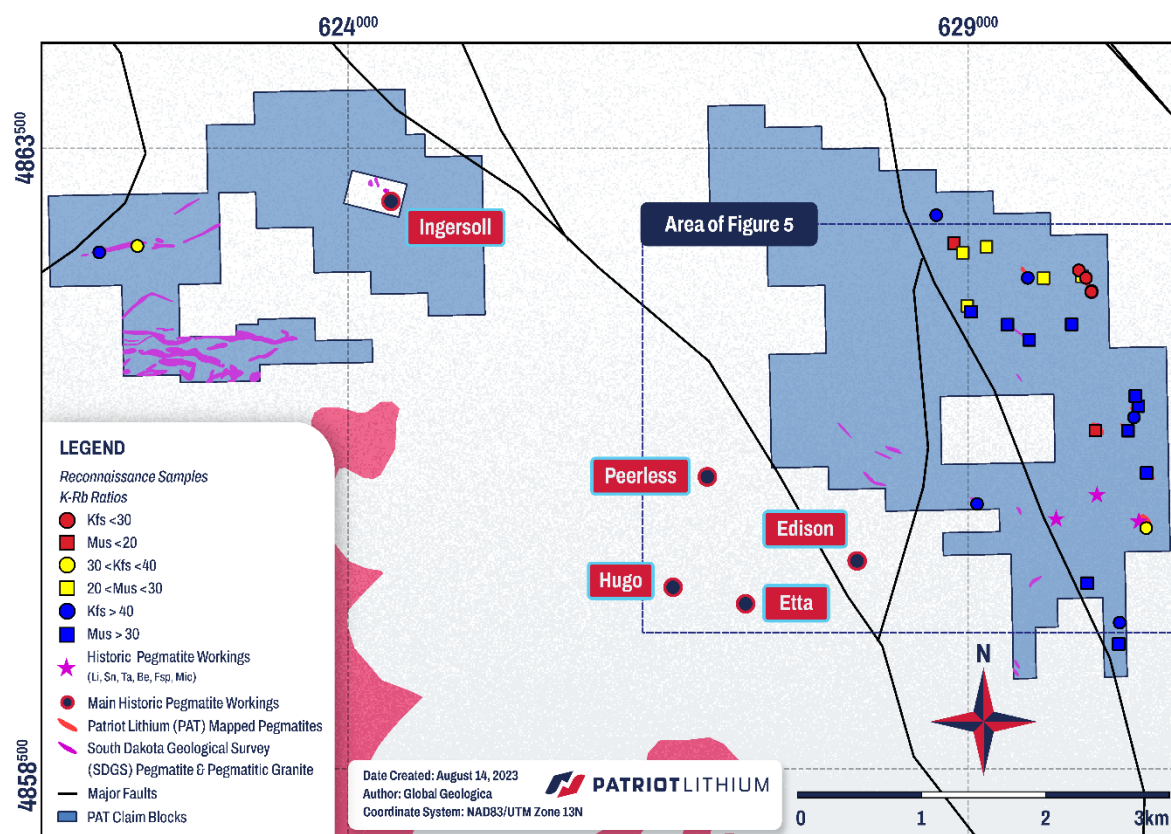 624000
629000
4863500
Ingersoll
Area of Figure 5
Peerless
Edison
Hugo
Etta
LEGEND
Reconnaissance Samples
K-Rb Ratios
Kfs <30
Mus <20
30 <Kfs <40
20 <Mus <30
Kfs > 40
Mus > 30
Historic Pegmatite Workings
(Li, Sn, Ta, Be, Fsp, Mic)
Main Historic Pegmatite Workings
Patriot Lithium (PAT) Mapped Pegmatites
South Dakota Geological Survey
(SDGS) Pegmatite & Pegmatitic Granite
Major Faults
PAT Claim Blocks
4858500
Date Created: August 14, 2023
Author: Global Geologica
Coordinate System: NAD83/UTM Zone 13N
PATRIOT LITHIUM
N
0 1 2 3km